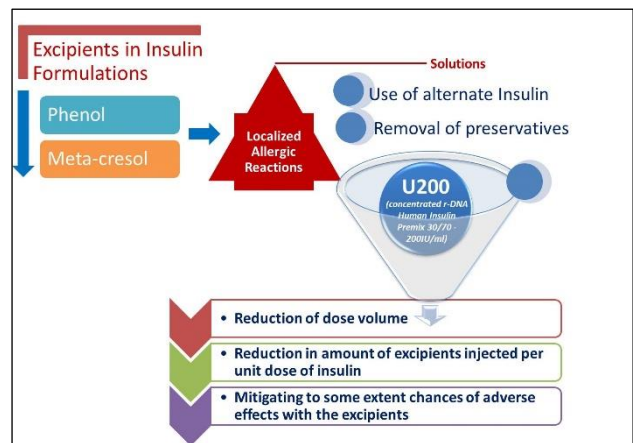 Excipients in Insulin
Formulations
Phenol
Meta-cresol
Localized
Allergic
Reactions
Solutions
Use of alternate Insulin
Removal of preservatives
U200
(concentrated r-DNA
Human Insulin
Premix 30/70 -
200IU/ml)
• Reduction of dose volume
• Reduction in amount of excipients injected per
unit dose of insulin
• Mitigating to some extent chances of adverse
effects with the excipients